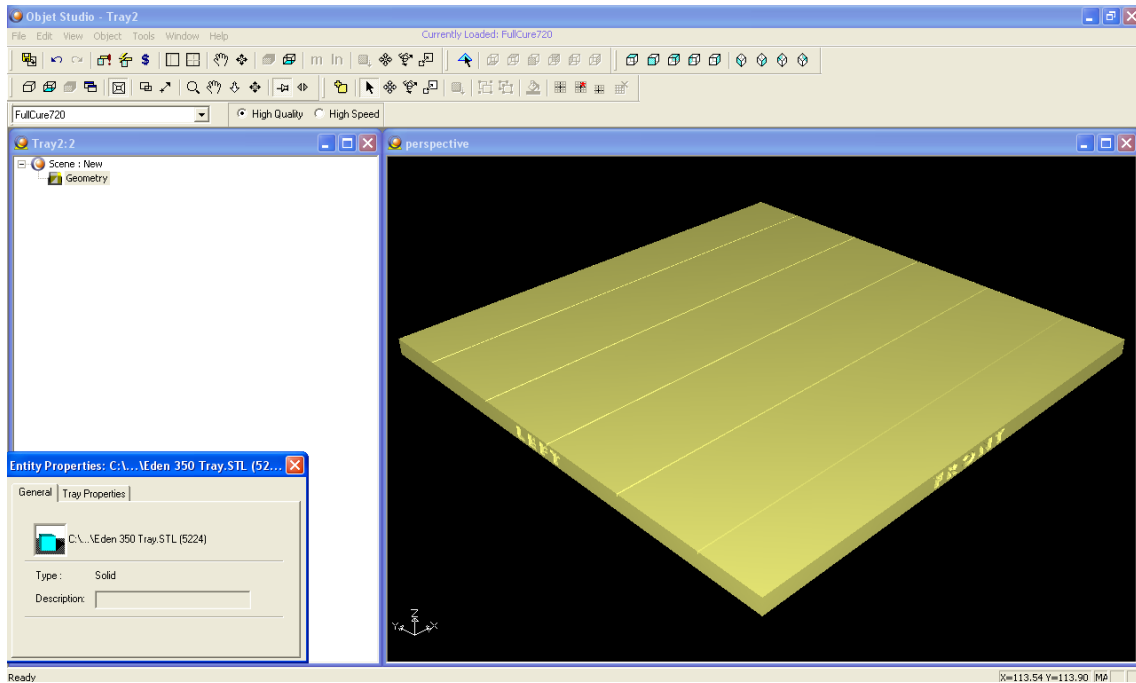 Objet Studio - Tray2
File Edit View Object Tools Window Help
Currently Loaded: FullCure720
FullCure720
High Quality
High Speed
Tray2:2
Scene : New
Geometry
perspective
LEFT
FRONT
Z
Y
X
Entity Properties: C:\...\Eden 350 Tray.STL (52...
General
Tray Properties
C:\...\Eden 350 Tray.STL (5224)
Type :
Solid
Description:
Ready
X=113.54 Y=113.90
MA